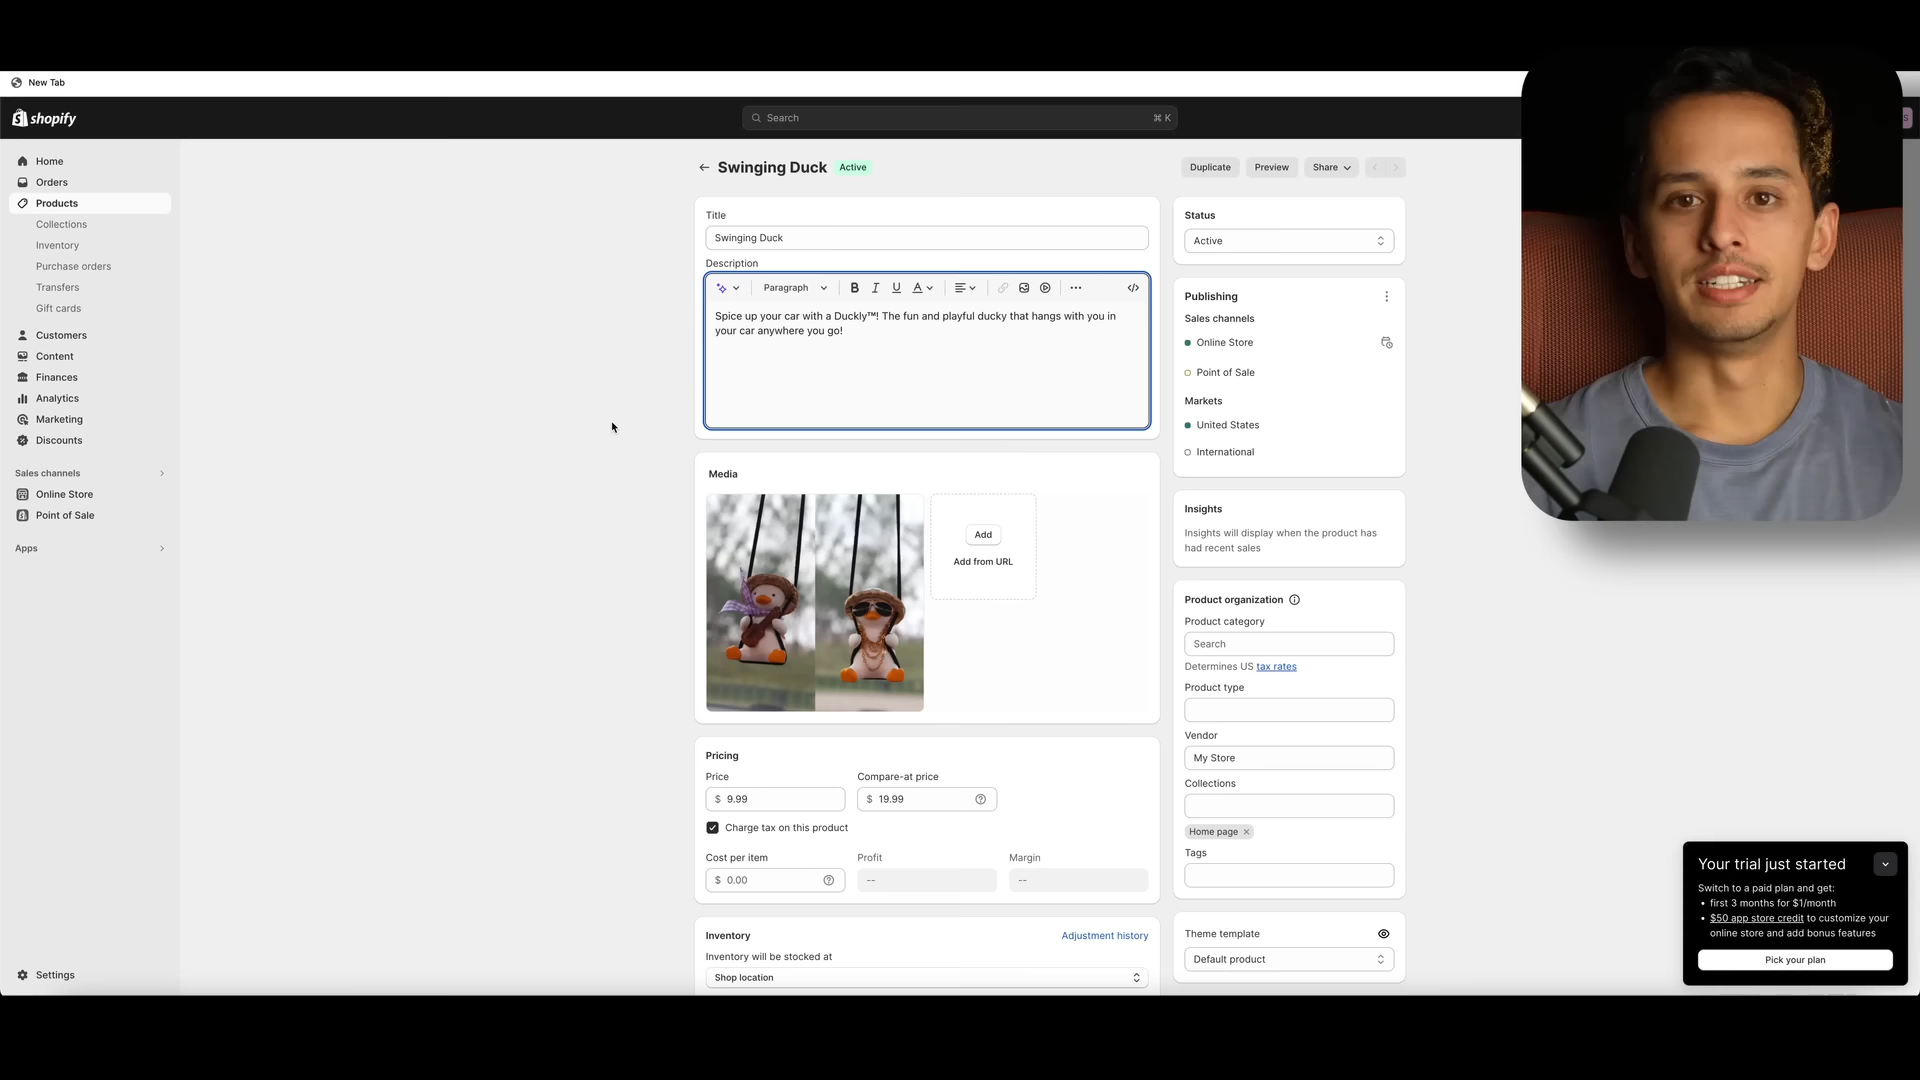 New Tab
shopify
Search
⌘ K
S
Home
Orders
Products
Collections
Inventory
Purchase orders
Transfers
Gift cards
Customers
Content
Finances
Analytics
Marketing
Discounts
Sales channels
Online Store
Point of Sale
Apps
Settings
Swinging Duck Active
Duplicate Preview Share
Title
Swinging Duck
Description
Paragraph B I U A
Spice up your car with a Duckly™! The fun and playful ducky that hangs with you in
your car anywhere you go!
Media
Add
Add from URL
Pricing
Price Compare-at price
$ 9.99 $ 19.99
Charge tax on this product
Cost per item Profit Margin
$ 0.00 -- --
Inventory Adjustment history
Inventory will be stocked at
Shop location
Status
Active
Publishing
Sales channels
Online Store
Point of Sale
Markets
United States
International
Insights
Insights will display when the product has
had recent sales
Product organization
Product category
Search
Determines US tax rates
Product type
Vendor
My Store
Collections
Home page
Tags
Theme template
Default product
Your trial just started
Switch to a paid plan and get:
• first 3 months for $1/month
• $50 app store credit to customize your
online store and add bonus features
Pick your plan